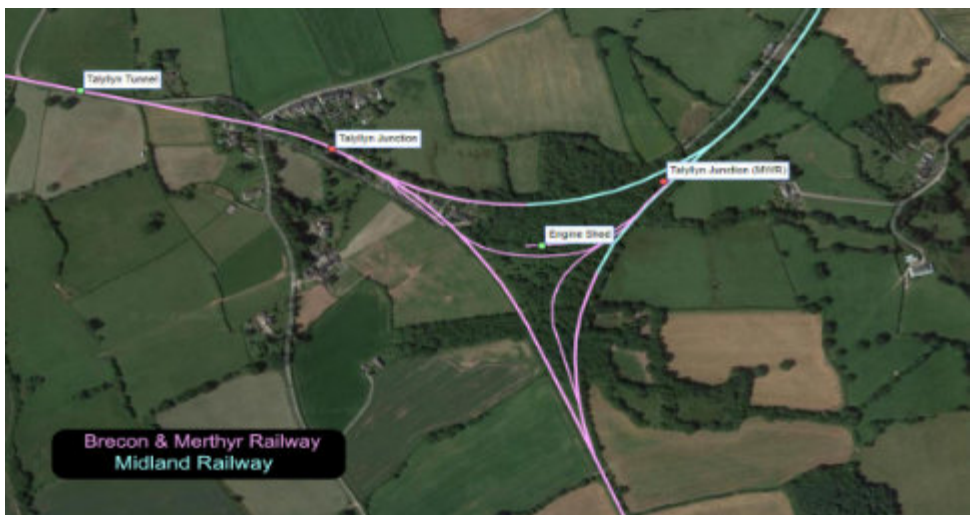 Talyllyn Tunnel
Talyllyn Junction
Talyllyn Junction (MWR)
Engine Shed
Brecon & Merthyr Railway
Midland Railway